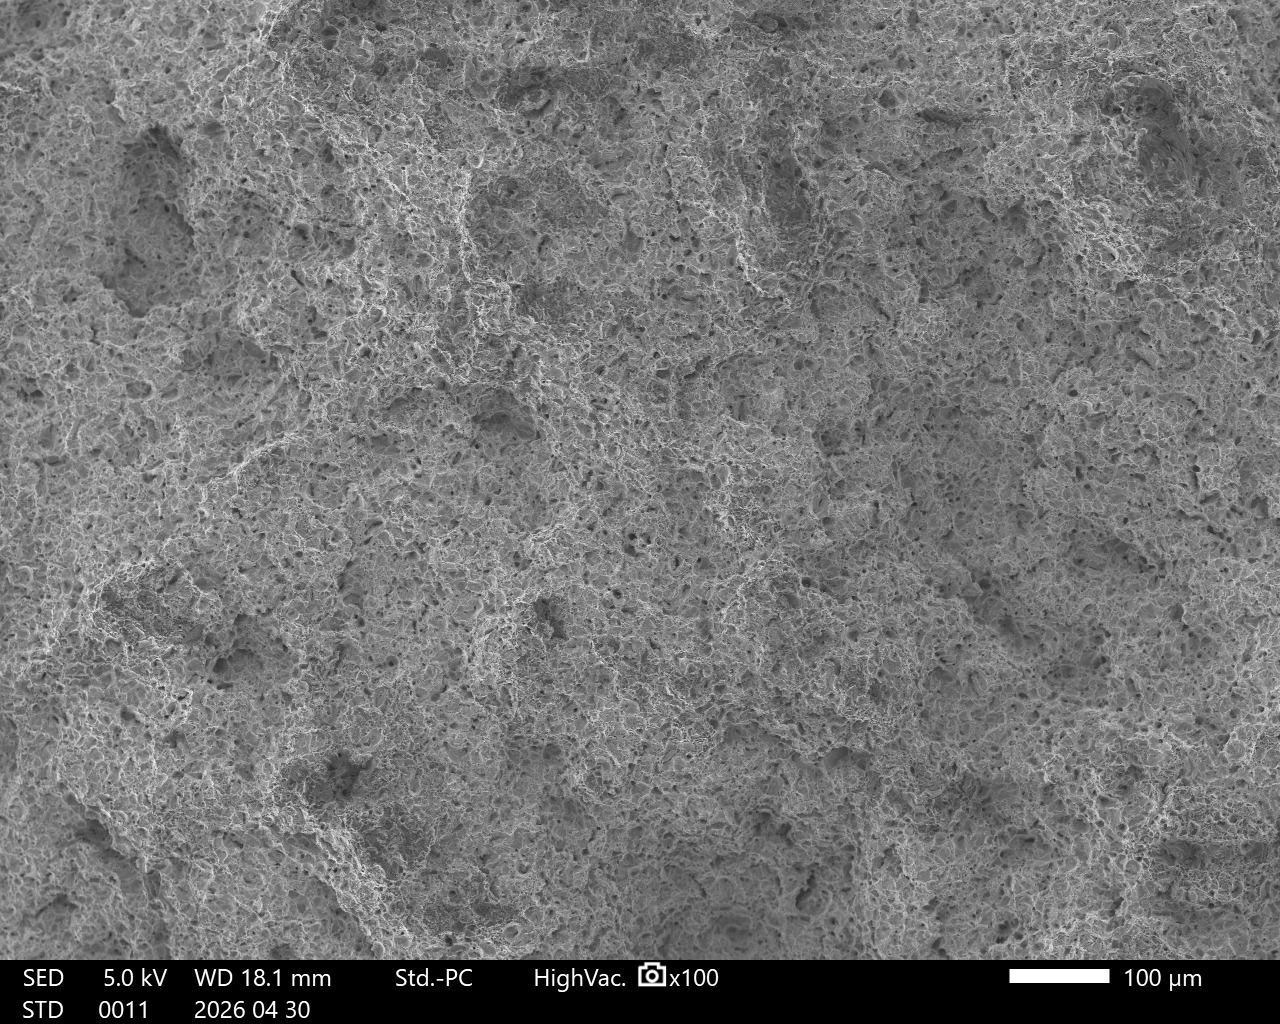 SED 5.0 kV WD 18.1 mm Std.-PC HighVac. x100 100 µm
STD 0011 2026 04 30